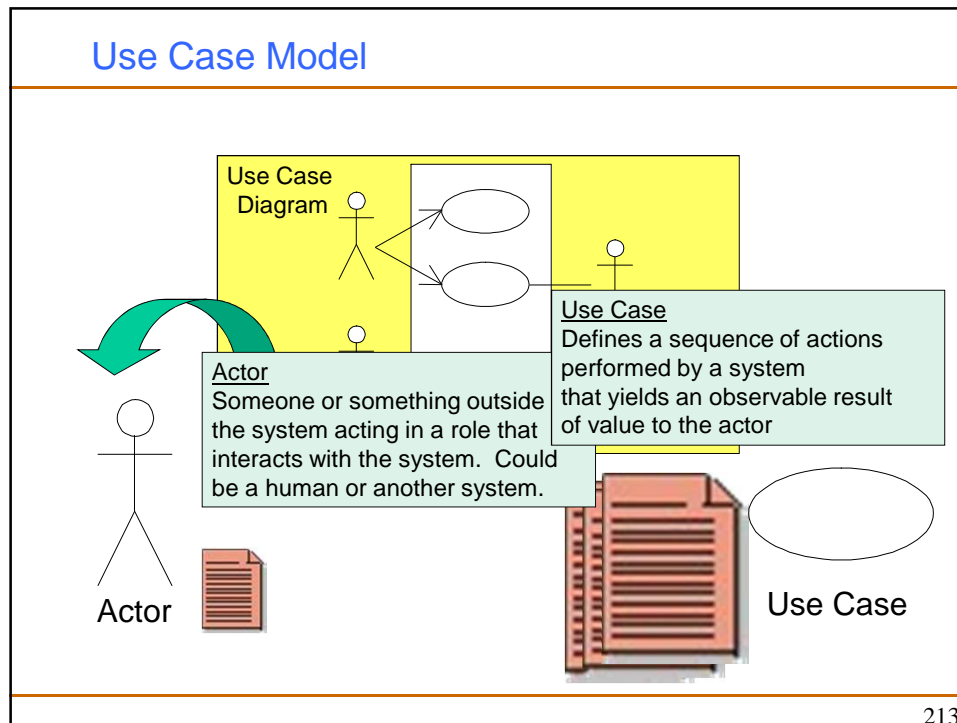 Use Case Model
Use Case
Diagram
Use Case
Defines a sequence of actions
performed by a system
that yields an observable result
of value to the actor
Actor
Someone or something outside
the system acting in a role that
interacts with the system.  Could
be a human or another system.
Actor
Use Case
213